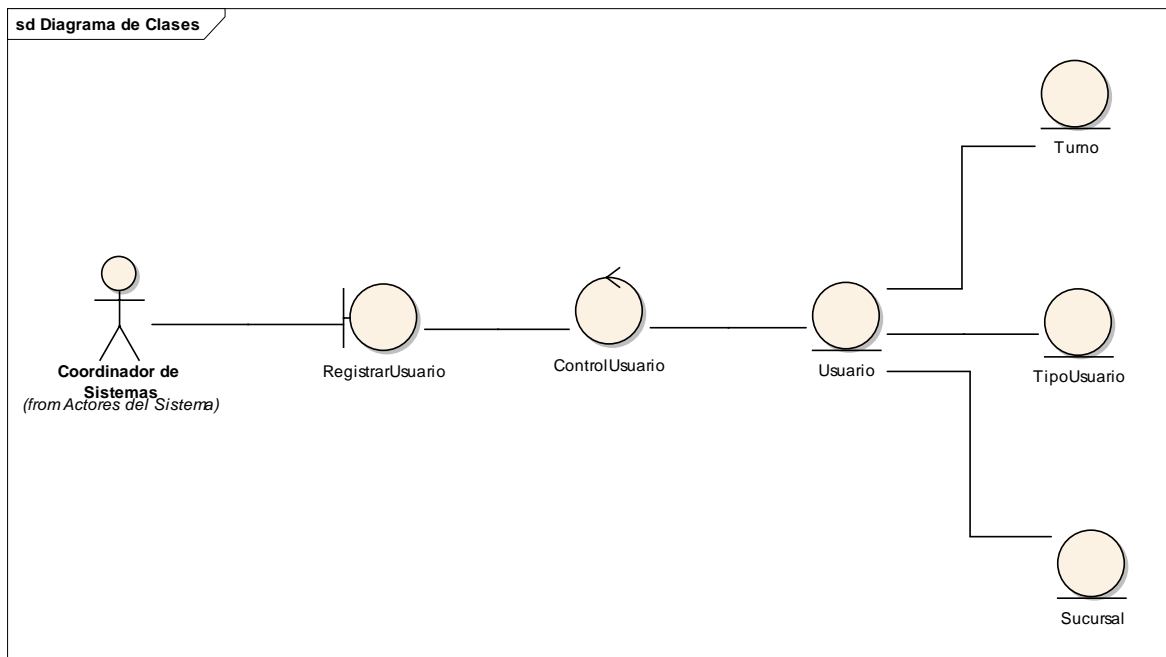 sd Diagrama de Clases
Turno
Coordinador de
Sistemas
(from Actores del Sistema)
RegistrarUsuario
ControlUsuario
Usuario
TipoUsuario
Sucursal